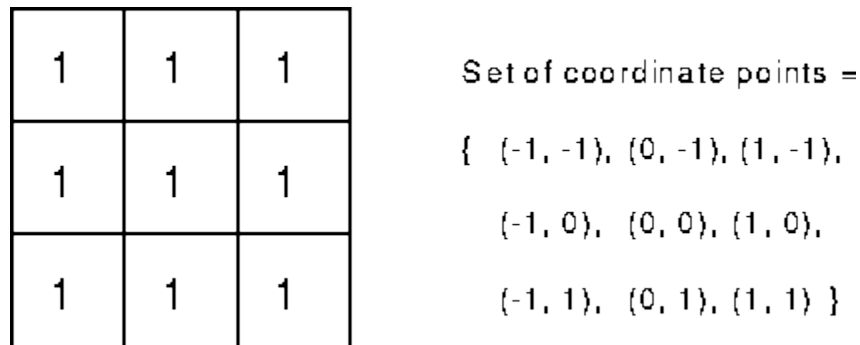 1 1 1
1 1 1
1 1 1
Set of coordinate points =
{ (-1, -1), (0, -1), (1, -1),
(-1, 0), (0, 0), (1, 0),
(-1, 1), (0, 1), (1, 1) }